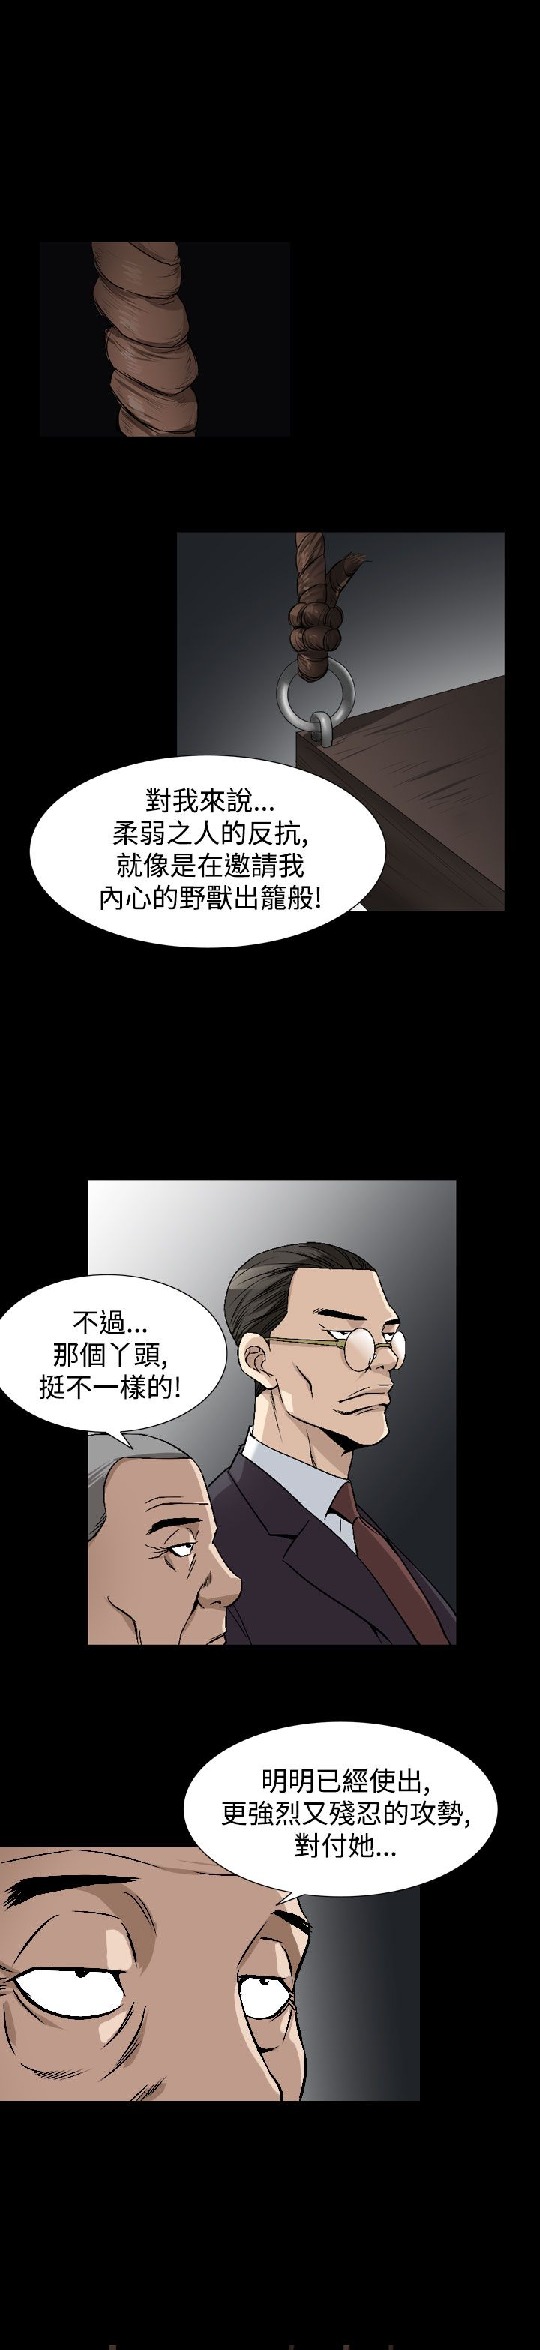 對我來說...
柔弱之人的反抗,
就像是在邀請我
內心的野獸出籠般!
不過...
那個丫頭,
挺不一樣的!
明明已經使出,
更強烈又殘忍的攻勢,
對付她...